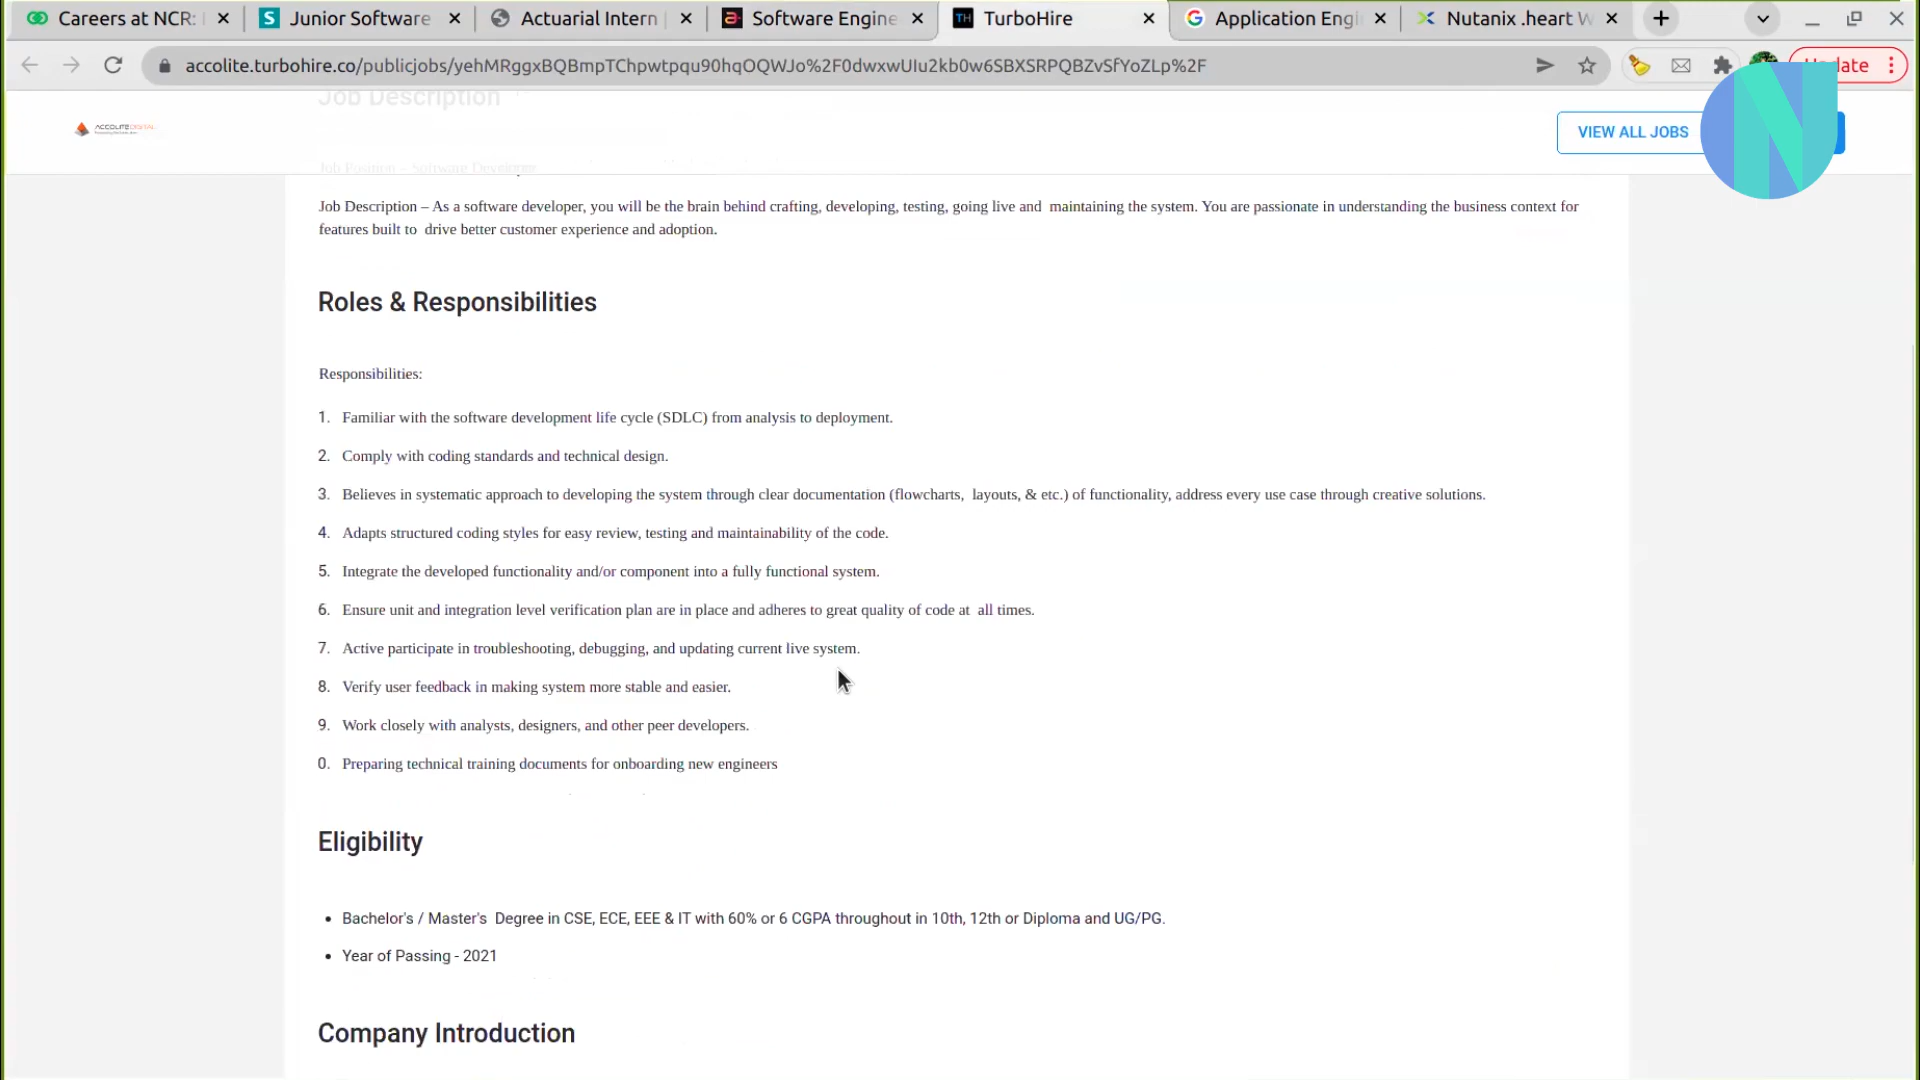 Careers at NCR:
Junior Software
Actuarial Intern
Software Engine
TurboHire
Application Engi
Nutanix .heart W
accolite.turbohire.co/publicjobs/yehMRggxBQBmpTChpwtpqu90hqOQWJo%2F0dwxwUIu2kb0w6SBXSRPQBZvSfYoZLp%2F
Update
Job Description
ACCOLITE DIGITAL
VIEW ALL JOBS
Job Position – Software Developer
Job Description – As a software developer, you will be the brain behind crafting, developing, testing, going live and maintaining the system. You are passionate in understanding the business context for
features built to drive better customer experience and adoption.
Roles & Responsibilities
Responsibilities:
1. Familiar with the software development life cycle (SDLC) from analysis to deployment.
2. Comply with coding standards and technical design.
3. Believes in systematic approach to developing the system through clear documentation (flowcharts, layouts, & etc.) of functionality, address every use case through creative solutions.
4. Adapts structured coding styles for easy review, testing and maintainability of the code.
5. Integrate the developed functionality and/or component into a fully functional system.
6. Ensure unit and integration level verification plan are in place and adheres to great quality of code at all times.
7. Active participate in troubleshooting, debugging, and updating current live system.
8. Verify user feedback in making system more stable and easier.
9. Work closely with analysts, designers, and other peer developers.
0. Preparing technical training documents for onboarding new engineers
Eligibility
• Bachelor's / Master's Degree in CSE, ECE, EEE & IT with 60% or 6 CGPA throughout in 10th, 12th or Diploma and UG/PG.
• Year of Passing - 2021
Company Introduction